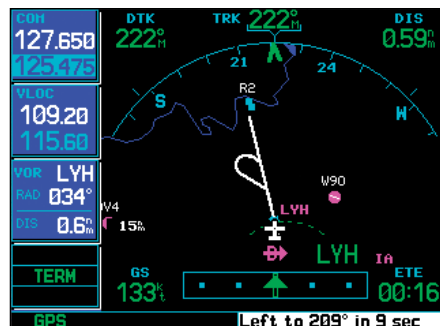 COM
127.650
125.475
VLOC
109.20
115.60
VOR LYH
RAD 034°
DIS 0.6nm
TERM
GPS
DTK
222°M
TRK 222°M
DIS
0.59nm
21
24
S
W
R2
W90
LYH
OV4
15nm
D
LYH IA
GS
133kt
ETE
00:16
Left to 209° in 9 sec